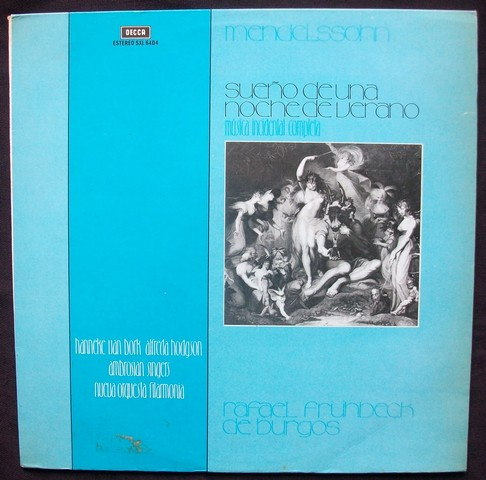 DECCA
ESTEREO SXL 6404
mendelssohn
sueño de una
noche de verano
música incidental completa
hanneke van bork alfreda hodgson
ambrosian singers
nueva orquesta filarmonia
rafael frühbeck
de burgos